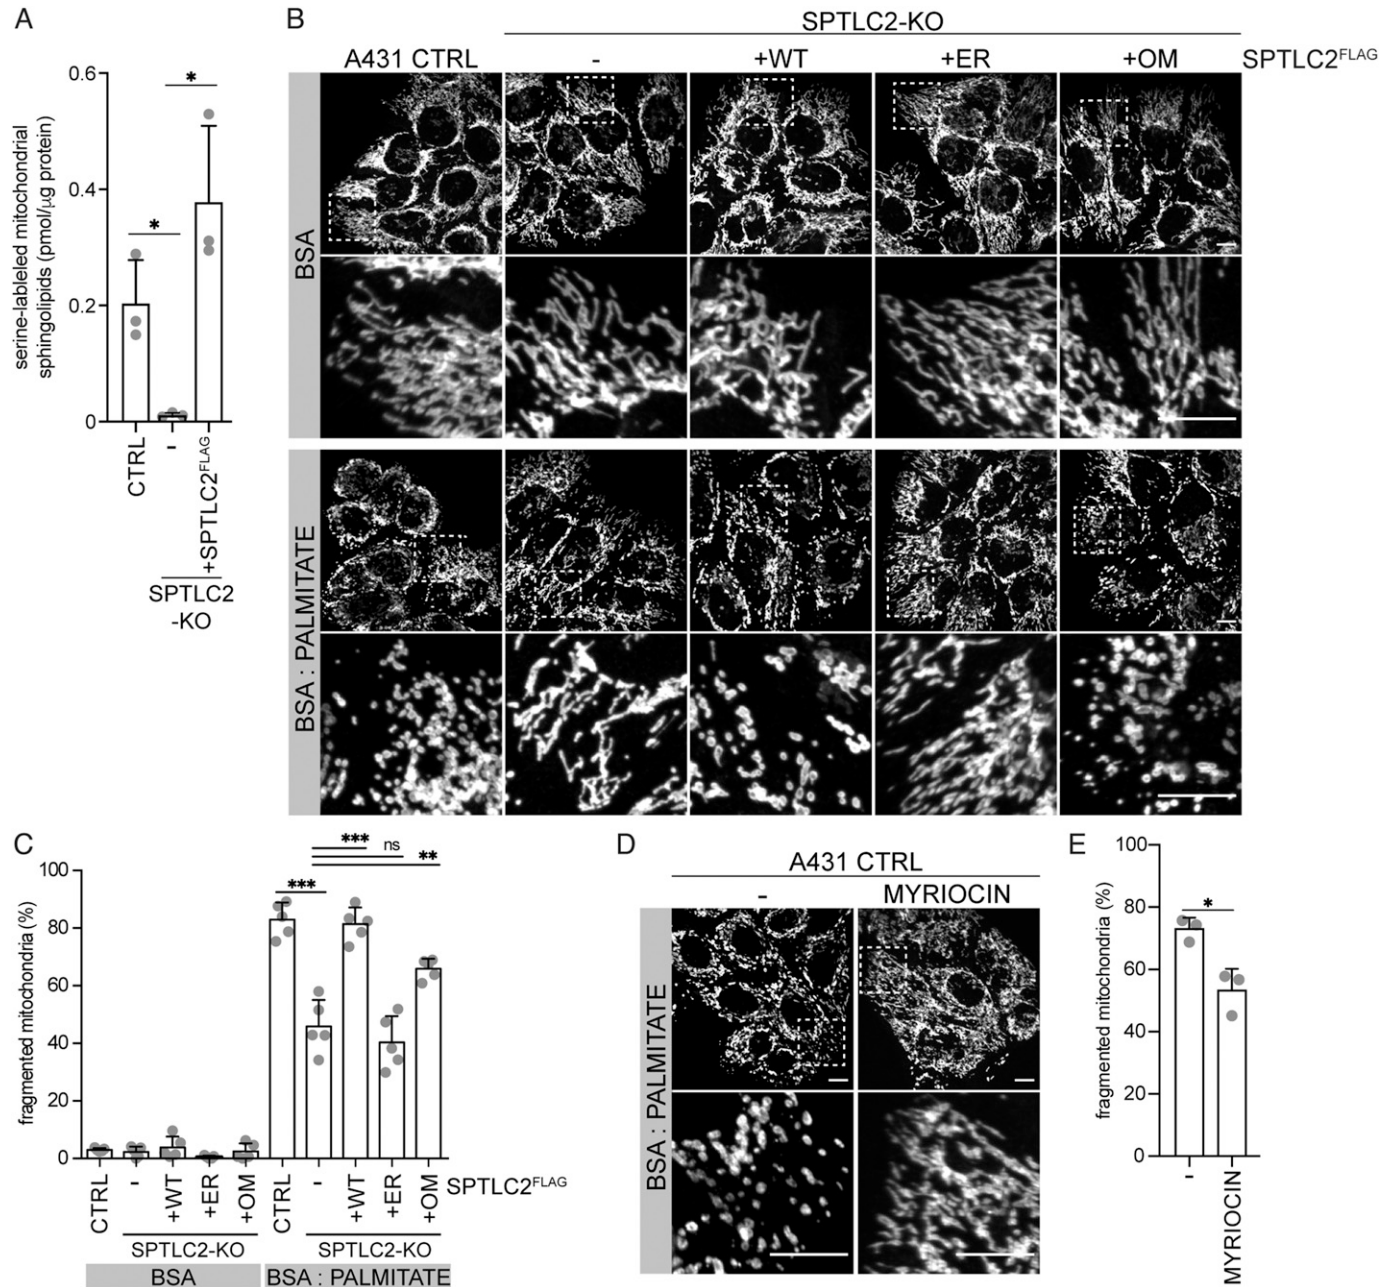 A
serine-lableled mitochondrial
sphingolipids (pmol/µg protein)
0.6
0.4
0.2
0
*
*
CTRL
-
+SPTLC2FLAG
SPTLC2
-KO
B
SPTLC2-KO
A431 CTRL - +WT +ER +OM SPTLC2FLAG
BSA
BSA : PALMITATE
C
fragmented mitochondria (%)
100
80
60
40
20
0
***
*** ns
**
CTRL - +WT +ER +OM CTRL - +WT +ER +OM SPTLC2FLAG
SPTLC2-KO SPTLC2-KO
BSA BSA : PALMITATE
D
A431 CTRL
- MYRIOCIN
BSA : PALMITATE
E
fragmented mitochondria (%)
100
80
60
40
20
0
*
- MYRIOCIN